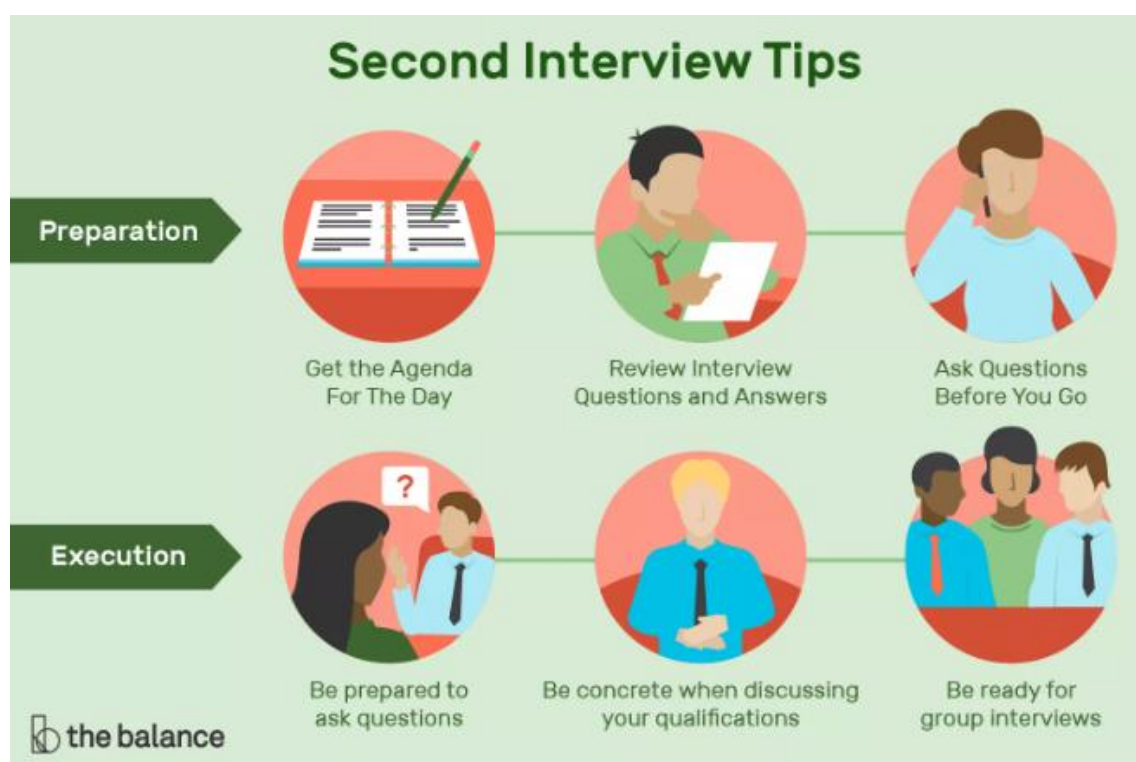 Second Interview Tips
Preparation
Get the Agenda
For The Day
Review Interview
Questions and Answers
Ask Questions
Before You Go
Execution
?
Be prepared to
ask questions
Be concrete when discussing
your qualifications
Be ready for
group interviews
the balance